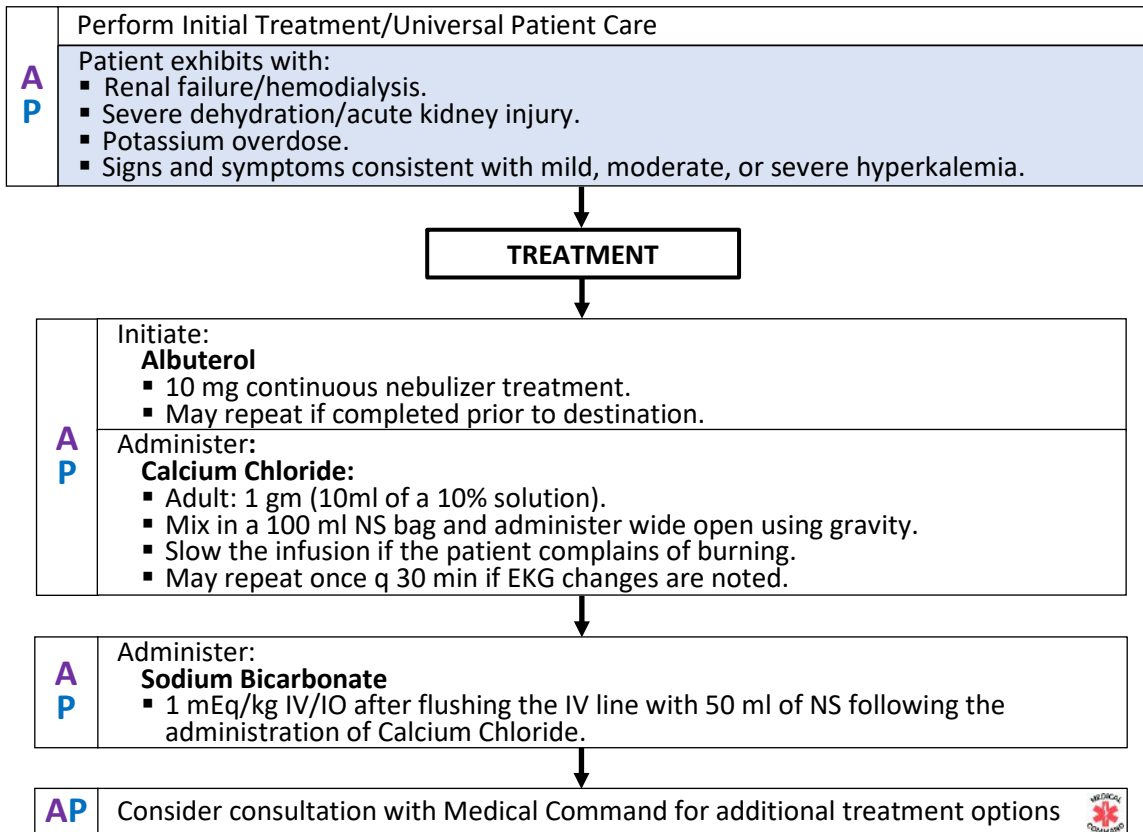 Perform Initial Treatment/Universal Patient Care
A
P
Patient exhibits with:
▪ Renal failure/hemodialysis.
▪ Severe dehydration/acute kidney injury.
▪ Potassium overdose.
▪ Signs and symptoms consistent with mild, moderate, or severe hyperkalemia.
TREATMENT
A
P
Initiate:
Albuterol
▪ 10 mg continuous nebulizer treatment.
▪ May repeat if completed prior to destination.
Administer:
Calcium Chloride:
▪ Adult: 1 gm (10ml of a 10% solution).
▪ Mix in a 100 ml NS bag and administer wide open using gravity.
▪ Slow the infusion if the patient complains of burning.
▪ May repeat once q 30 min if EKG changes are noted.
A
P
Administer:
Sodium Bicarbonate
▪ 1 mEq/kg IV/IO after flushing the IV line with 50 ml of NS following the
administration of Calcium Chloride.
AP Consider consultation with Medical Command for additional treatment options
MEDICAL
COMMAND